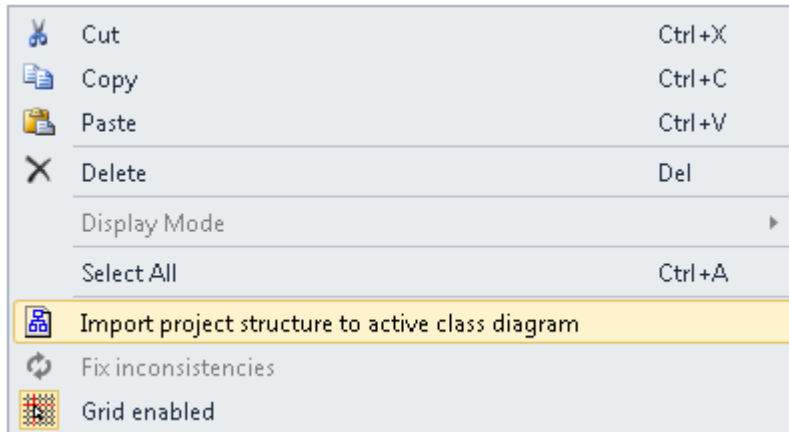 Cut Ctrl+X
Copy Ctrl+C
Paste Ctrl+V
Delete Del
Display Mode
Select All Ctrl+A
Import project structure to active class diagram
Fix inconsistencies
Grid enabled